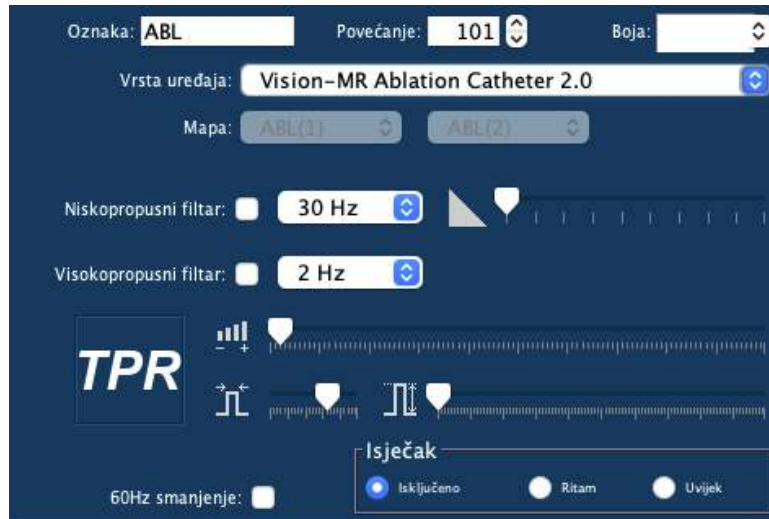 Oznaka: ABL Povećanje: 101 Boja:
Vrsta uređaja: Vision-MR Ablation Catheter 2.0
Mapa: ABL(1) ABL(2)
Niskopropusni filtar: 30 Hz
Visokopropusni filtar: 2 Hz
TPR
- +
Isječak
60Hz smanjenje: Isključeno Ritam Uvijek